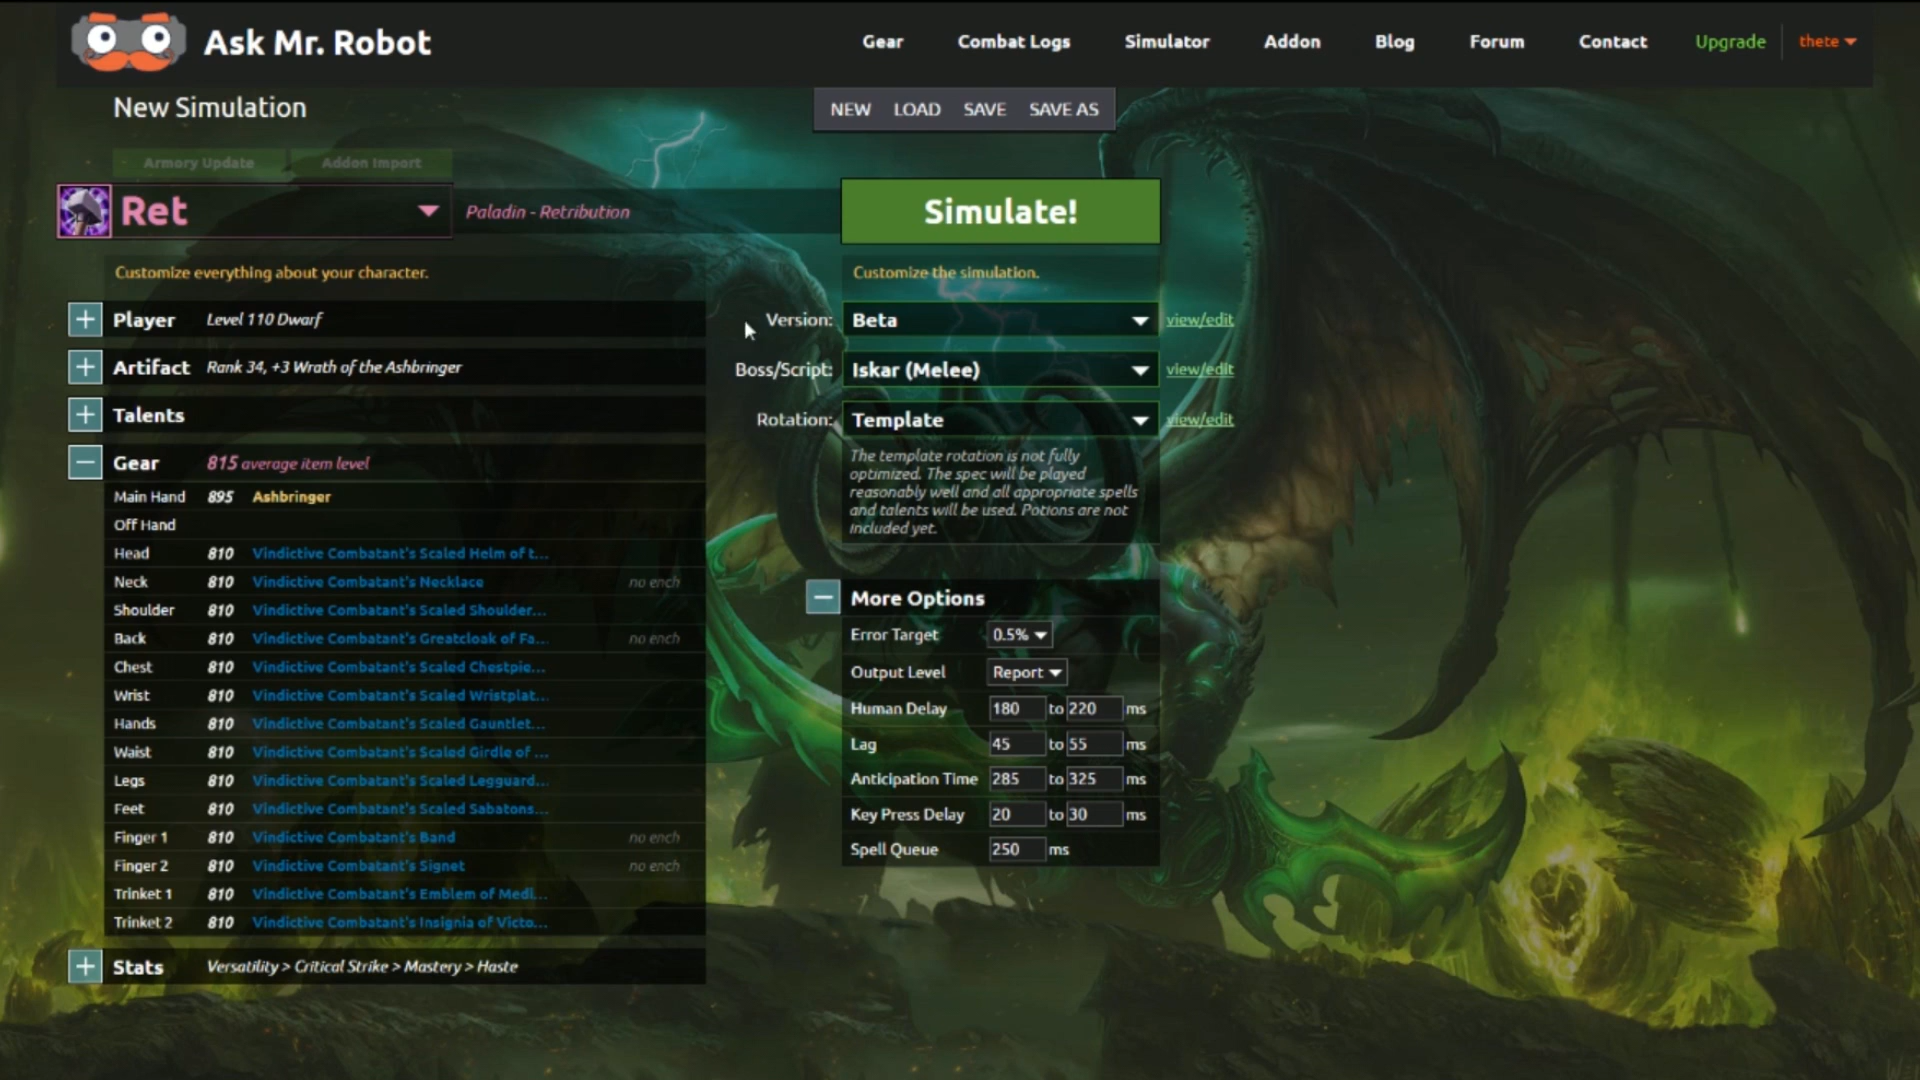 Ask Mr. Robot
Gear Combat Logs Simulator Addon Blog Forum Contact Upgrade thete
New Simulation
NEW LOAD SAVE SAVE AS
Armory Update Addon Import
Ret Paladin - Retribution
Simulate!
Customize everything about your character.
Customize the simulation.
Player Level 110 Dwarf
Version: Beta view/edit
Artifact Rank 34, +3 Wrath of the Ashbringer
Boss/Script: Iskar (Melee) view/edit
Talents
Rotation: Template view/edit
The template rotation is not fully
optimized. The spec will be played
reasonably well and all appropriate spells
and talents will be used. Potions are not
included yet.
Gear 815 average item level
Main Hand 895 Ashbringer
Off Hand
Head 810 Vindictive Combatant's Scaled Helm of t...
Neck 810 Vindictive Combatant's Necklace no ench
Shoulder 810 Vindictive Combatant's Scaled Shoulder...
Back 810 Vindictive Combatant's Greatcloak of Fa... no ench
Chest 810 Vindictive Combatant's Scaled Chestpie...
Wrist 810 Vindictive Combatant's Scaled Wristplat...
Hands 810 Vindictive Combatant's Scaled Gauntlet...
Waist 810 Vindictive Combatant's Scaled Girdle of ...
Legs 810 Vindictive Combatant's Scaled Legguard...
Feet 810 Vindictive Combatant's Scaled Sabatons...
Finger 1 810 Vindictive Combatant's Band no ench
Finger 2 810 Vindictive Combatant's Signet no ench
Trinket 1 810 Vindictive Combatant's Emblem of Medi...
Trinket 2 810 Vindictive Combatant's Insignia of Victo...
Stats Versatility > Critical Strike > Mastery > Haste
More Options
Error Target 0.5%
Output Level Report
Human Delay 180 to 220 ms
Lag 45 to 55 ms
Anticipation Time 285 to 325 ms
Key Press Delay 20 to 30 ms
Spell Queue 250 ms